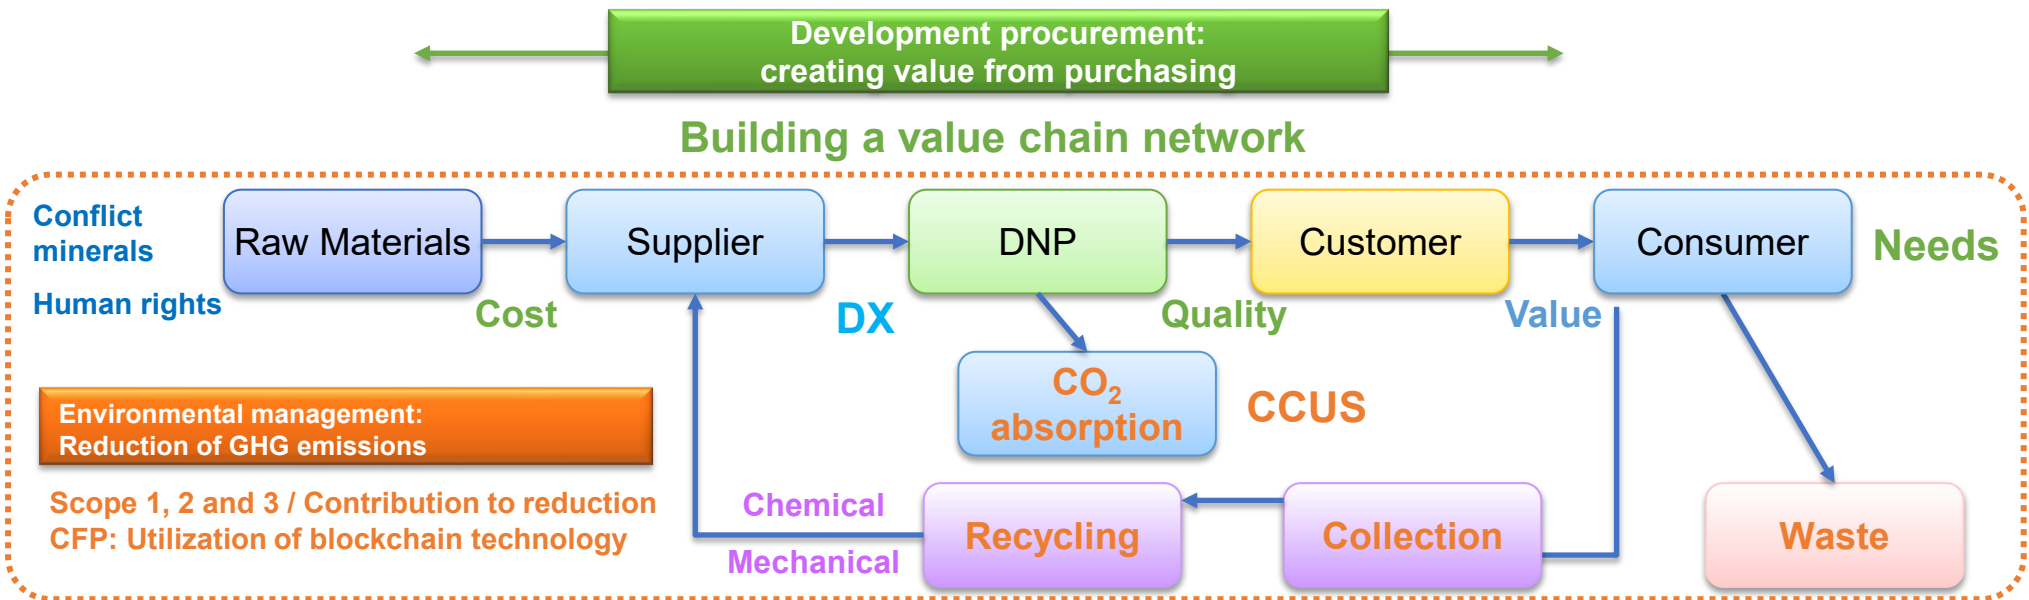 Development procurement:
creating value from purchasing
Building a value chain network
Conflict
minerals
Human rights
Raw Materials
Supplier
DNP
Customer
Consumer
Needs
Cost
DX
Quality
Value
CO₂
absorption
CCUS
Environmental management:
Reduction of GHG emissions
Scope 1, 2 and 3 / Contribution to reduction
CFP: Utilization of blockchain technology
Chemical
Mechanical
Recycling
Collection
Waste